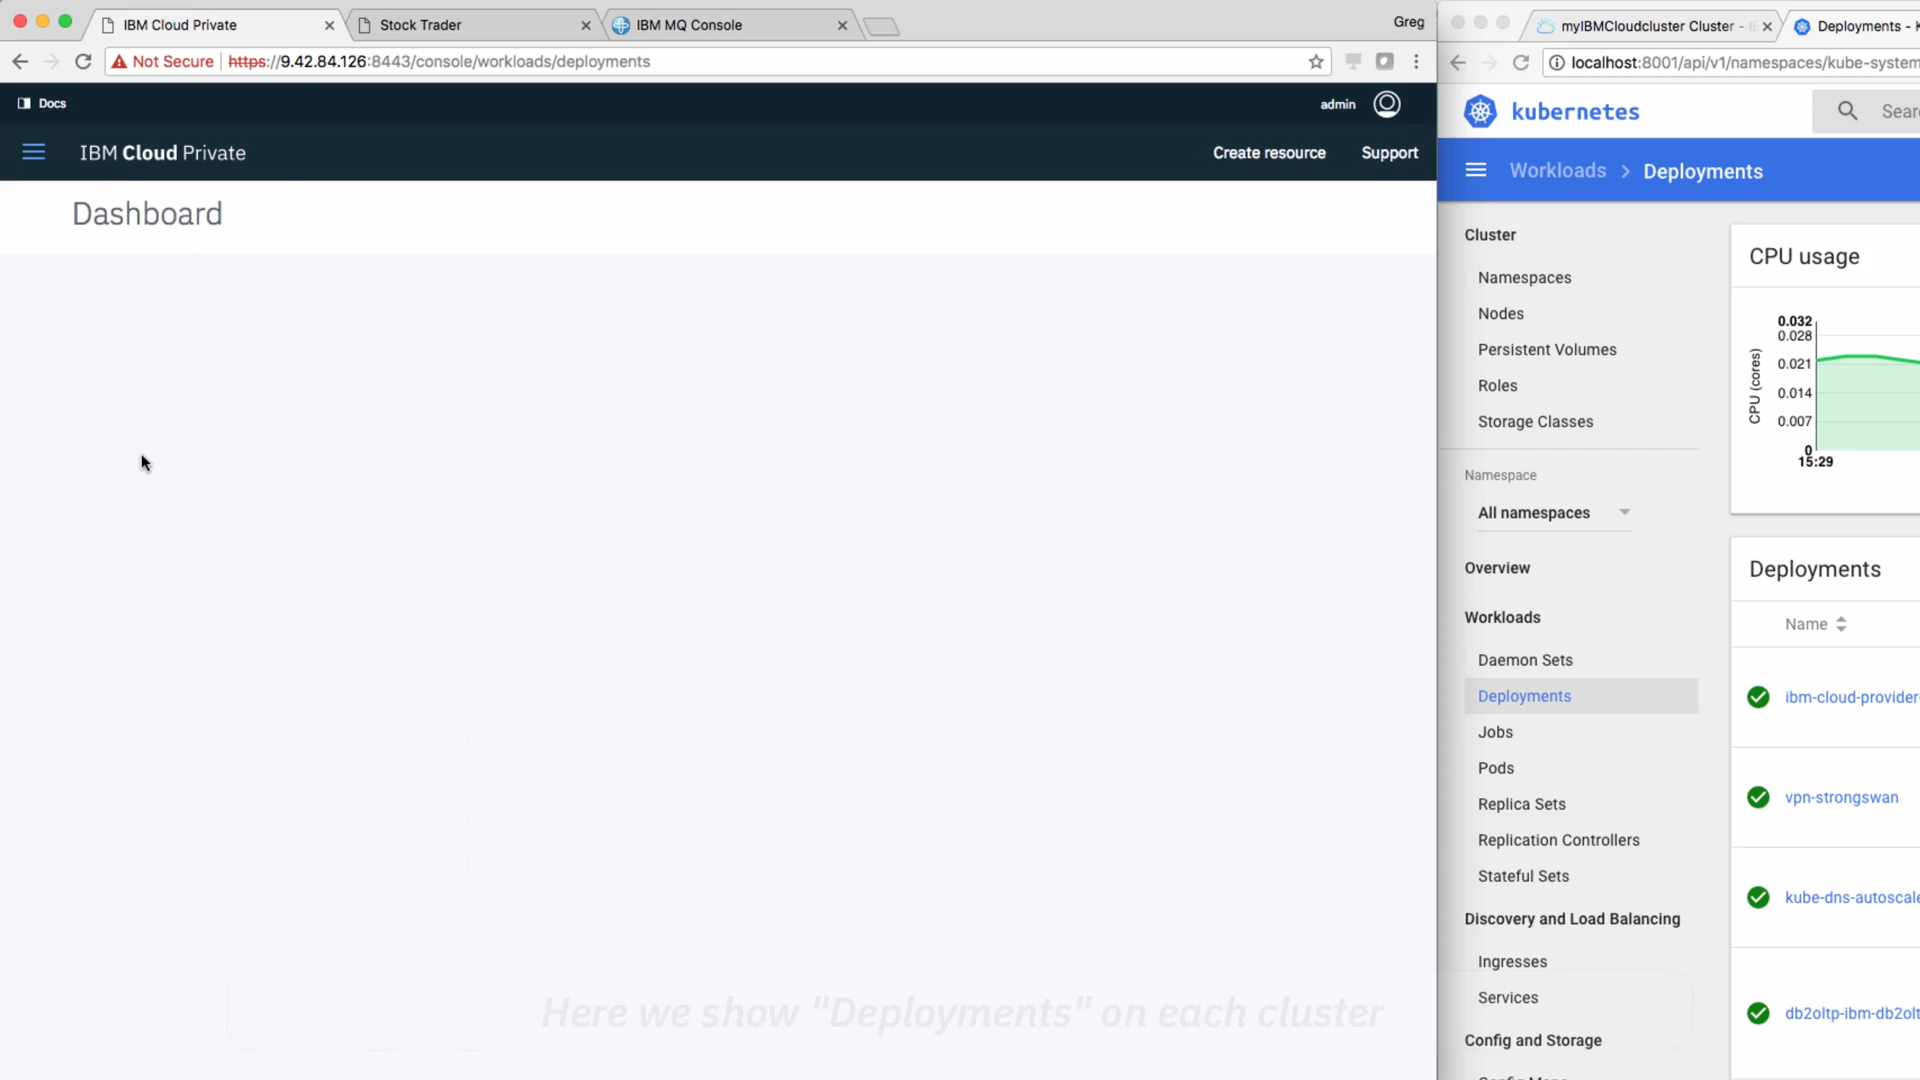 IBM Cloud Private
Stock Trader
IBM MQ Console
Greg
Not Secure
https://9.42.84.126:8443/console/workloads/deployments
Docs
admin
IBM Cloud Private
Create resource
Support
Dashboard
Here we show "Deployments" on each cluster
myIBMCloudcluster Cluster -
Deployments -
localhost:8001/api/v1/namespaces/kube-system
kubernetes
Workloads > Deployments
Cluster
Namespaces
Nodes
Persistent Volumes
Roles
Storage Classes
Namespace
All namespaces
Overview
Workloads
Daemon Sets
Deployments
Jobs
Pods
Replica Sets
Replication Controllers
Stateful Sets
Discovery and Load Balancing
Ingresses
Services
Config and Storage
CPU usage
CPU (cores)
0.032
0.028
0.021
0.014
0.007
0
15:29
Deployments
Name
ibm-cloud-provider-
vpn-strongswan
kube-dns-autoscale
db2oltp-ibm-db2olt